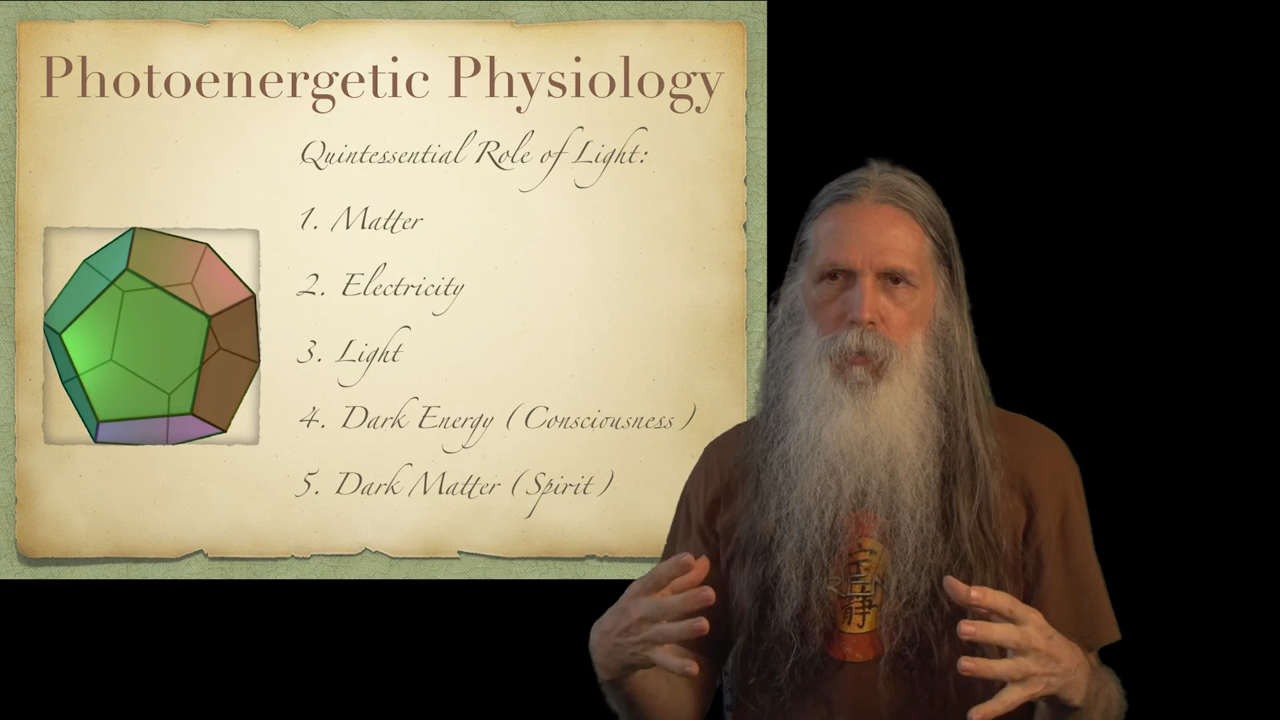 Photoenergetic Physiology
Quintessential Role of Light:
1. Matter
2. Electricity
3. Light
4. Dark Energy (Consciousness)
5. Dark Matter (Spirit)